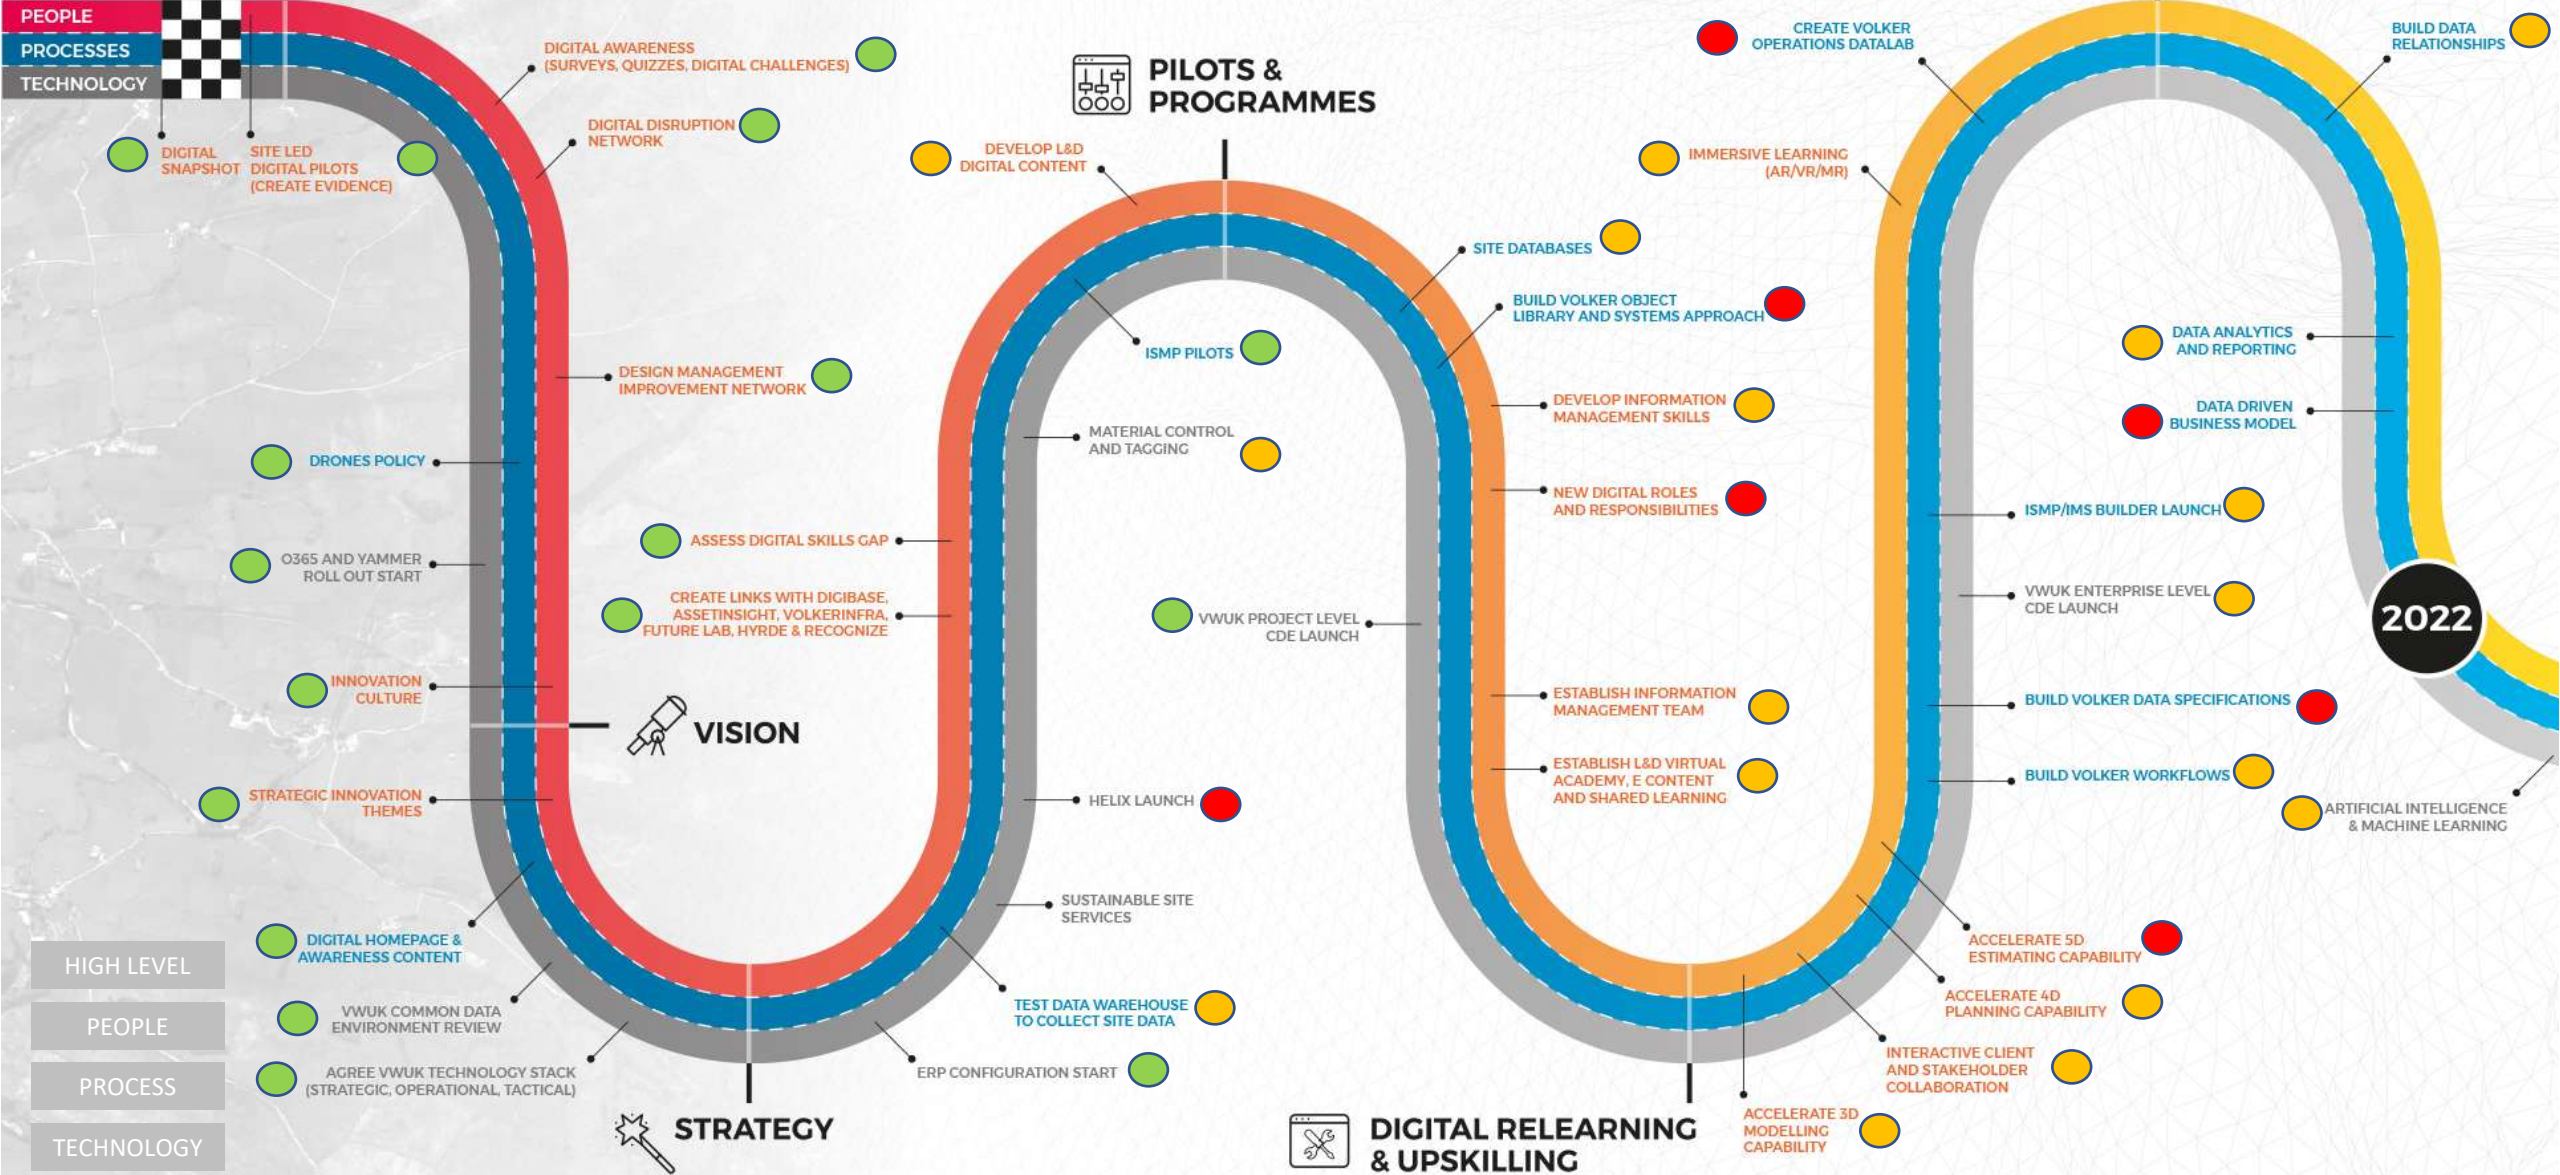 PEOPLE
PROCESSES
TECHNOLOGY
DIGITAL
SNAPSHOT
SITE LED
DIGITAL PILOTS
(CREATE EVIDENCE)
DIGITAL AWARENESS
(SURVEYS, QUIZZES, DIGITAL CHALLENGES)
DIGITAL DISRUPTION
NETWORK
DESIGN MANAGEMENT
IMPROVEMENT NETWORK
DRONES POLICY
O365 AND YAMMER
ROLL OUT START
INNOVATION
CULTURE
VISION
STRATEGIC INNOVATION
THEMES
DIGITAL HOMEPAGE &
AWARENESS CONTENT
VWUK COMMON DATA
ENVIRONMENT REVIEW
AGREE VWUK TECHNOLOGY STACK
(STRATEGIC, OPERATIONAL, TACTICAL)
HIGH LEVEL
PEOPLE
PROCESS
TECHNOLOGY
STRATEGY
ERP CONFIGURATION START
TEST DATA WAREHOUSE
TO COLLECT SITE DATA
SUSTAINABLE SITE
SERVICES
HELIX LAUNCH
CREATE LINKS WITH DIGIBASE,
ASSETINSIGHT, VOLKERINFRA,
FUTURE LAB, HYRDE & RECOGNIZE
ASSESS DIGITAL SKILLS GAP
MATERIAL CONTROL
AND TAGGING
ISMP PILOTS
DEVELOP L&D
DIGITAL CONTENT
PILOTS &
PROGRAMMES
SITE DATABASES
BUILD VOLKER OBJECT
LIBRARY AND SYSTEMS APPROACH
DEVELOP INFORMATION
MANAGEMENT SKILLS
NEW DIGITAL ROLES
AND RESPONSIBILITIES
VWUK PROJECT LEVEL
CDE LAUNCH
ESTABLISH INFORMATION
MANAGEMENT TEAM
ESTABLISH L&D VIRTUAL
ACADEMY, E CONTENT
AND SHARED LEARNING
DIGITAL RELEARNING
& UPSKILLING
ACCELERATE 3D
MODELLING
CAPABILITY
INTERACTIVE CLIENT
AND STAKEHOLDER
COLLABORATION
ACCELERATE 4D
PLANNING CAPABILITY
ACCELERATE 5D
ESTIMATING CAPABILITY
BUILD VOLKER WORKFLOWS
BUILD VOLKER DATA SPECIFICATIONS
VWUK ENTERPRISE LEVEL
CDE LAUNCH
ISMP/IMS BUILDER LAUNCH
IMMERSIVE LEARNING
(AR/VR/MR)
CREATE VOLKER
OPERATIONS DATALAB
BUILD DATA
RELATIONSHIPS
DATA ANALYTICS
AND REPORTING
DATA DRIVEN
BUSINESS MODEL
2022
ARTIFICIAL INTELLIGENCE
& MACHINE LEARNING